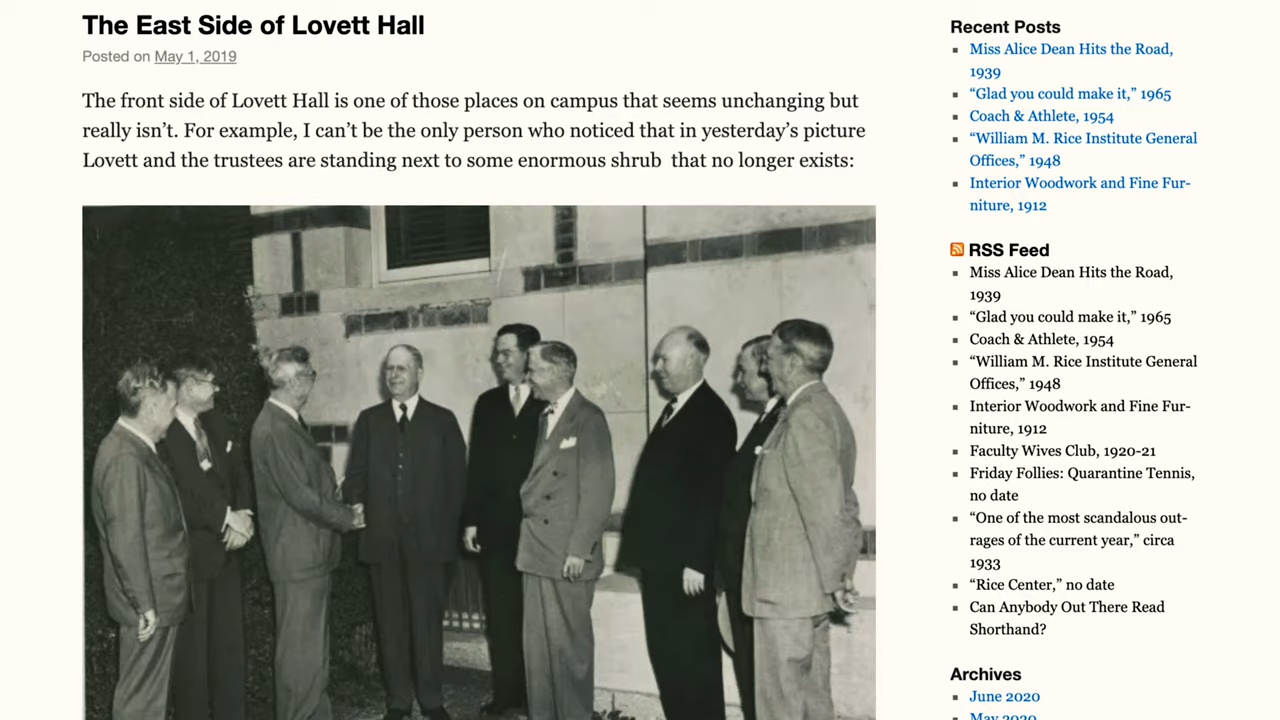 The East Side of Lovett Hall
Posted on May 1, 2019
The front side of Lovett Hall is one of those places on campus that seems unchanging but
really isn’t. For example, I can’t be the only person who noticed that in yesterday’s picture
Lovett and the trustees are standing next to some enormous shrub  that no longer exists:
Recent Posts
Miss Alice Dean Hits the Road,
1939
“Glad you could make it,” 1965
Coach & Athlete, 1954
“William M. Rice Institute General
Offices,” 1948
Interior Woodwork and Fine Fur-
niture, 1912
RSS Feed
Miss Alice Dean Hits the Road,
1939
“Glad you could make it,” 1965
Coach & Athlete, 1954
“William M. Rice Institute General
Offices,” 1948
Interior Woodwork and Fine Fur-
niture, 1912
Faculty Wives Club, 1920-21
Friday Follies: Quarantine Tennis,
no date
“One of the most scandalous out-
rages of the current year,” circa
1933
“Rice Center,” no date
Can Anybody Out There Read
Shorthand?
Archives
June 2020
May 2020